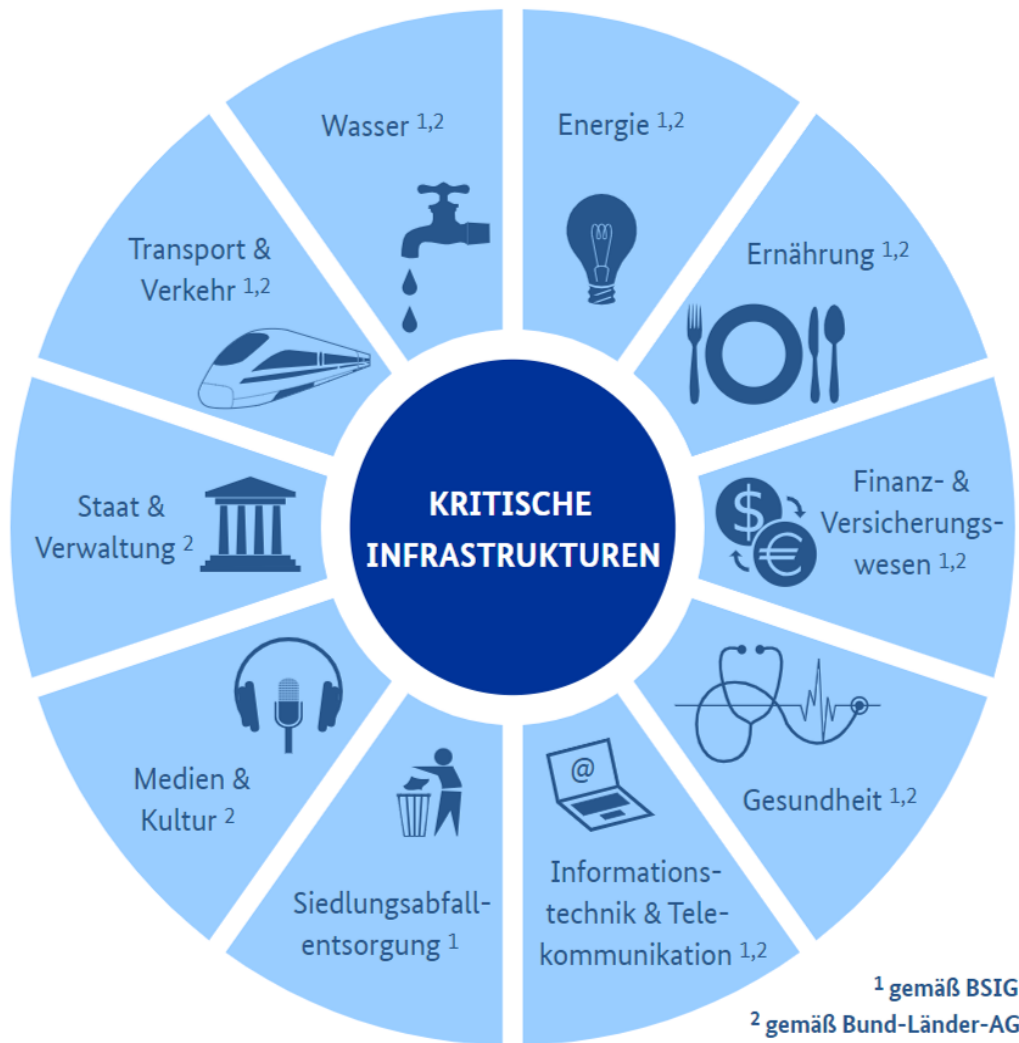 Wasser 1,2
Energie 1,2
Ernährung 1,2
Finanz- &
Versicherungs-
wesen 1,2
$
€
Gesundheit 1,2
@
Informations-
technik & Tele-
kommunikation 1,2
Siedlungsabfall-
entsorgung 1
Medien &
Kultur 2
Staat &
Verwaltung 2
Transport &
Verkehr 1,2
KRITISCHE
INFRASTRUKTUREN
1 gemäß BSIG
2 gemäß Bund-Länder-AG